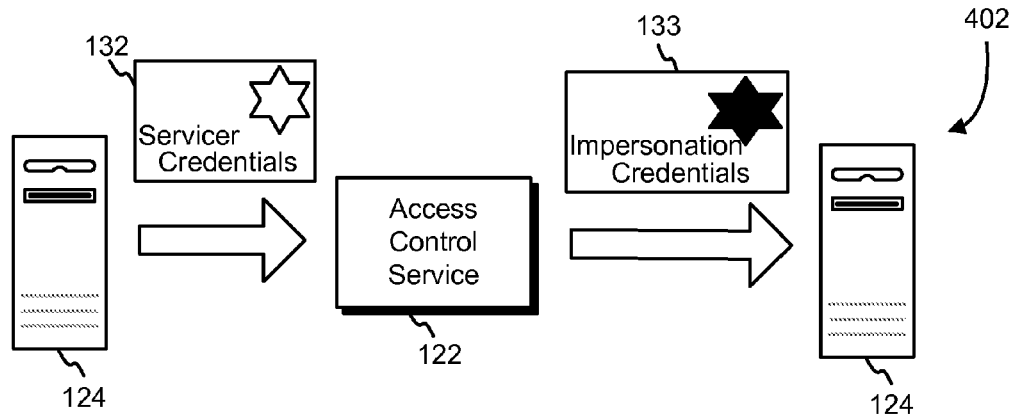 402
132
133
Servicer
Credentials
Impersonation
Credentials
Access
Control
Service
122
124
124